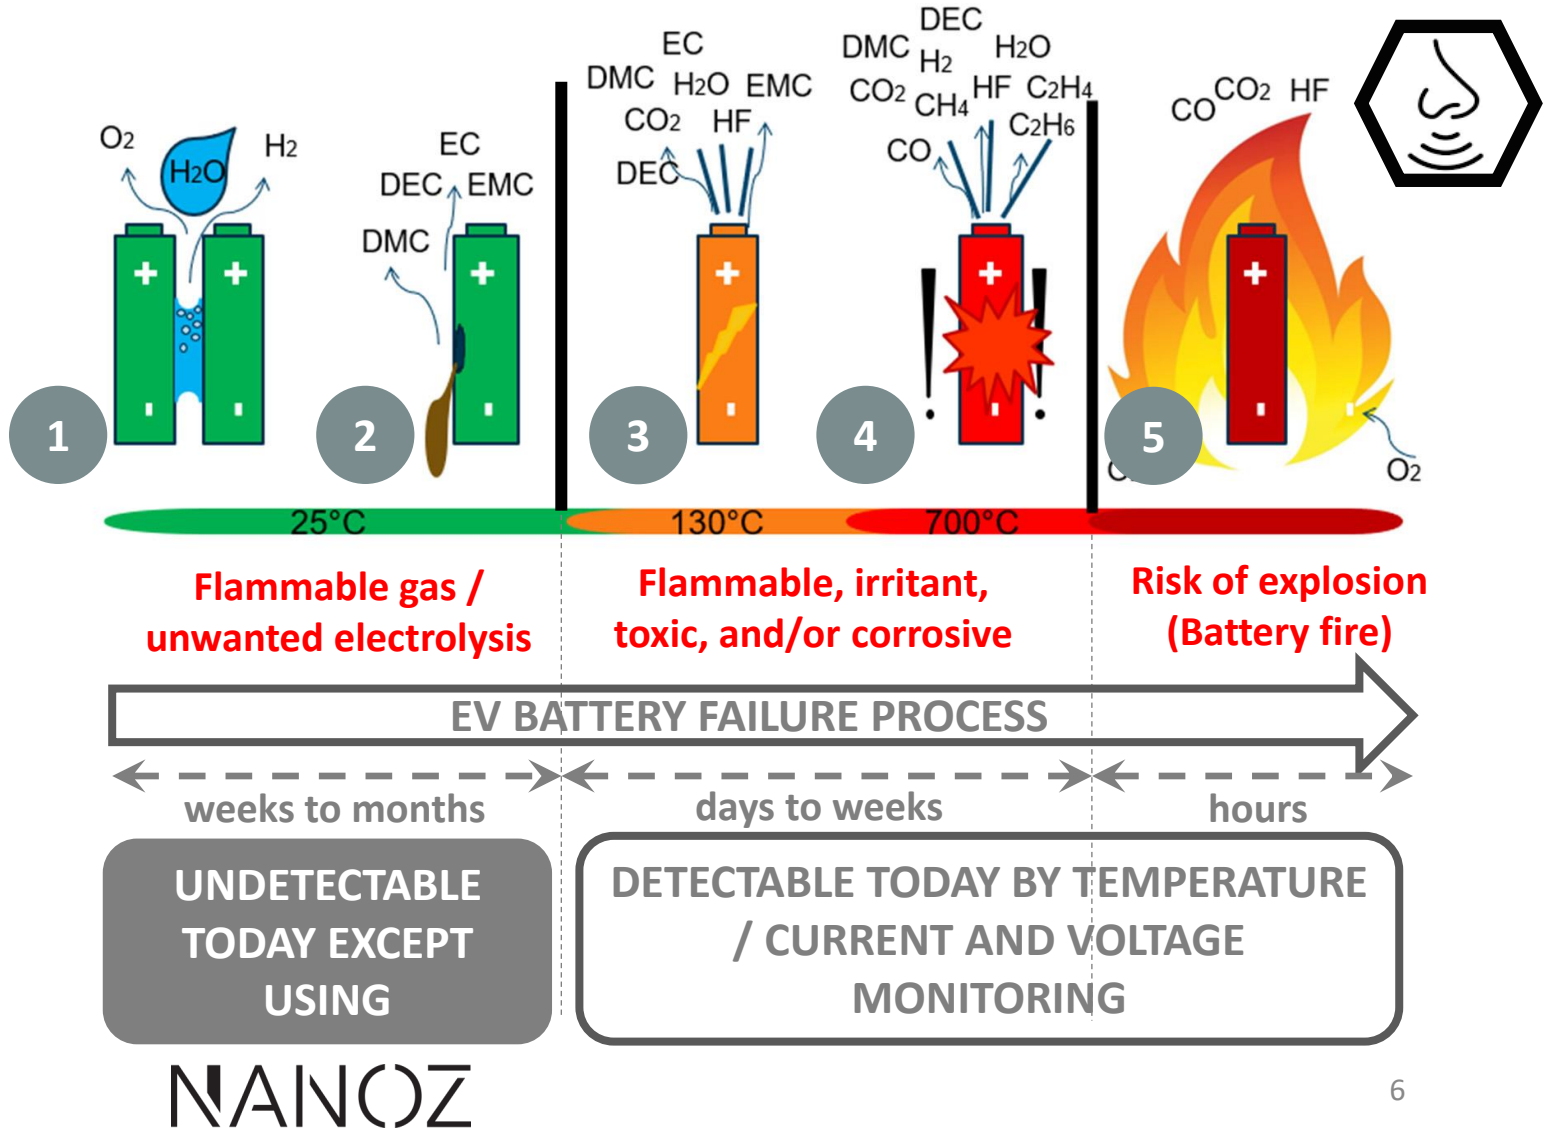 O2
H2O
H2
EC
DEC
EMC
DMC
EC
DMC
H2O
EMC
CO2
HF
DEC
DEC
DMC
H2
H2O
CO2
CH4
HF
C2H4
C2H6
CO
CO
CO2
HF
O2
1
2
3
4
5
25°C
130°C
700°C
Flammable gas /
unwanted electrolysis
Flammable, irritant,
toxic, and/or corrosive
Risk of explosion
(Battery fire)
EV BATTERY FAILURE PROCESS
weeks to months
days to weeks
hours
UNDETECTABLE
TODAY EXCEPT
USING
DETECTABLE TODAY BY TEMPERATURE
/ CURRENT AND VOLTAGE
MONITORING
NANOZ
6